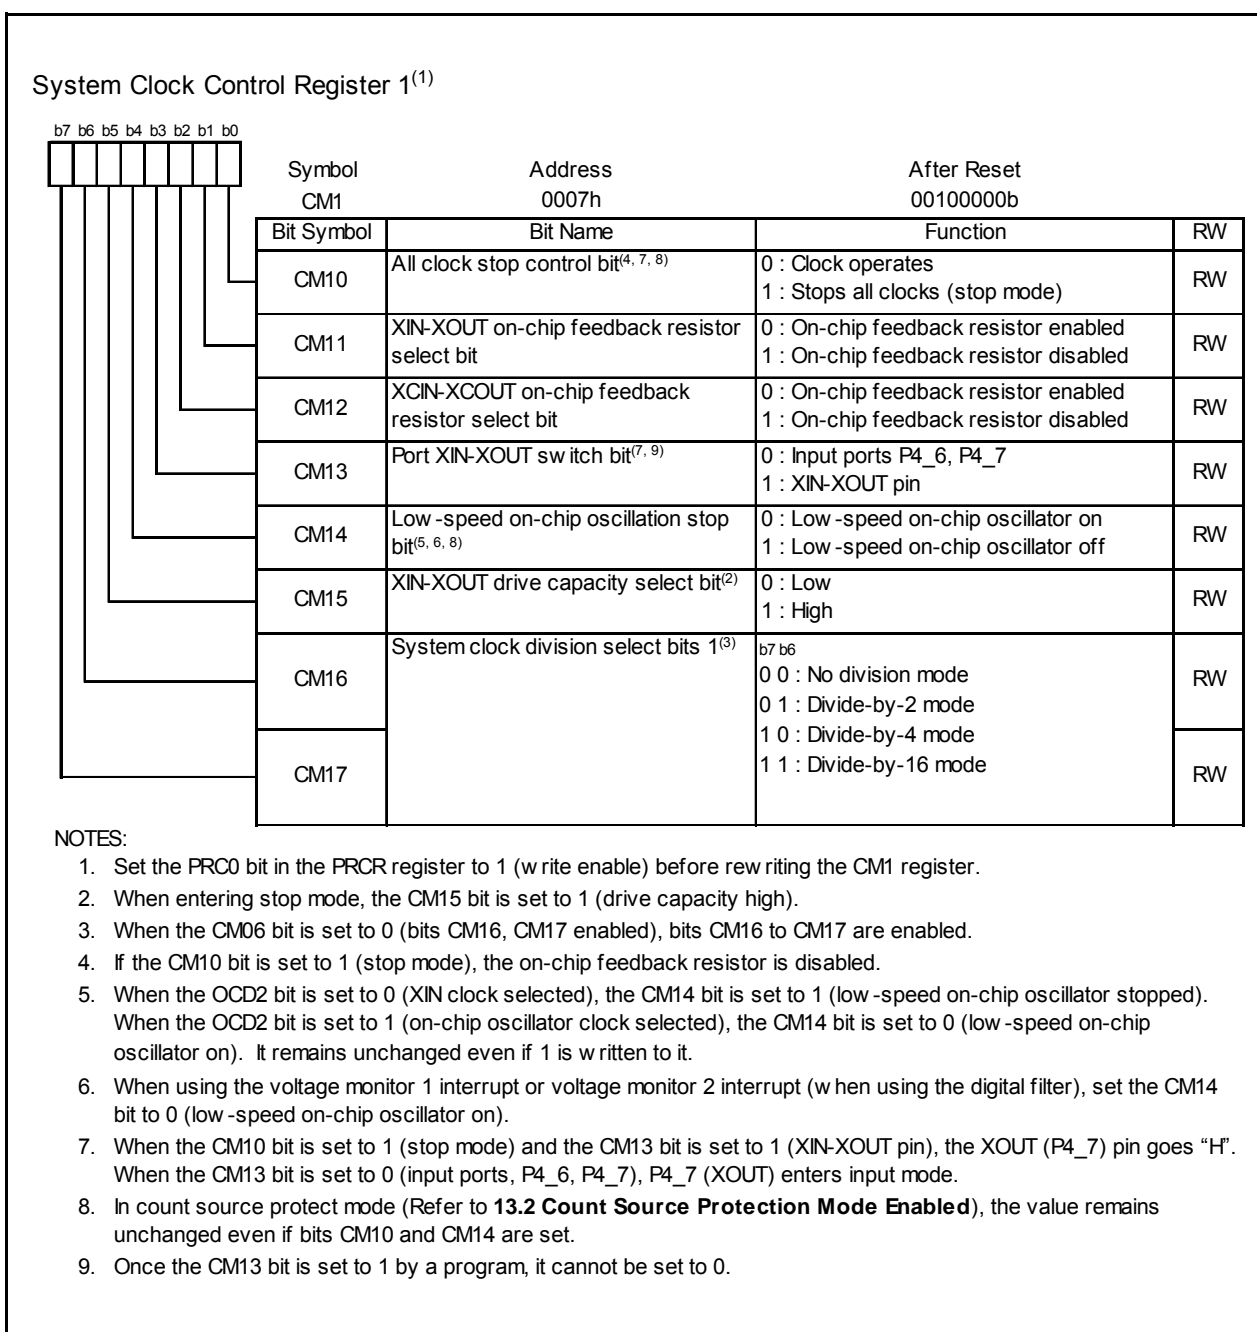 System Clock Control Register 1(1)
b7 b6 b5 b4 b3 b2 b1 b0
Symbol Address After Reset
CM1 0007h 00100000b
Bit Symbol Bit Name Function RW
CM10 All clock stop control bit(4, 7, 8) 0 : Clock operates RW
1 : Stops all clocks (stop mode)
CM11 XIN-XOUT on-chip feedback resistor 0 : On-chip feedback resistor enabled RW
select bit 1 : On-chip feedback resistor disabled
CM12 XCIN-XCOUT on-chip feedback 0 : On-chip feedback resistor enabled RW
resistor select bit 1 : On-chip feedback resistor disabled
CM13 Port XIN-XOUT switch bit(7, 9) 0 : Input ports P4_6, P4_7 RW
1 : XIN-XOUT pin
CM14 Low-speed on-chip oscillation stop 0 : Low-speed on-chip oscillator on RW
bit(5, 6, 8) 1 : Low-speed on-chip oscillator off
CM15 XIN-XOUT drive capacity select bit(2) 0 : Low RW
1 : High
System clock division select bits 1(3) b7 b6
CM16 0 0 : No division mode RW
0 1 : Divide-by-2 mode
1 0 : Divide-by-4 mode
CM17 1 1 : Divide-by-16 mode RW
NOTES:
1. Set the PRC0 bit in the PRCR register to 1 (write enable) before rewriting the CM1 register.
2. When entering stop mode, the CM15 bit is set to 1 (drive capacity high).
3. When the CM06 bit is set to 0 (bits CM16, CM17 enabled), bits CM16 to CM17 are enabled.
4. If the CM10 bit is set to 1 (stop mode), the on-chip feedback resistor is disabled.
5. When the OCD2 bit is set to 0 (XIN clock selected), the CM14 bit is set to 1 (low-speed on-chip oscillator stopped).
When the OCD2 bit is set to 1 (on-chip oscillator clock selected), the CM14 bit is set to 0 (low-speed on-chip
oscillator on). It remains unchanged even if 1 is written to it.
6. When using the voltage monitor 1 interrupt or voltage monitor 2 interrupt (when using the digital filter), set the CM14
bit to 0 (low-speed on-chip oscillator on).
7. When the CM10 bit is set to 1 (stop mode) and the CM13 bit is set to 1 (XIN-XOUT pin), the XOUT (P4_7) pin goes “H”.
When the CM13 bit is set to 0 (input ports, P4_6, P4_7), P4_7 (XOUT) enters input mode.
8. In count source protect mode (Refer to 13.2 Count Source Protection Mode Enabled), the value remains
unchanged even if bits CM10 and CM14 are set.
9. Once the CM13 bit is set to 1 by a program, it cannot be set to 0.